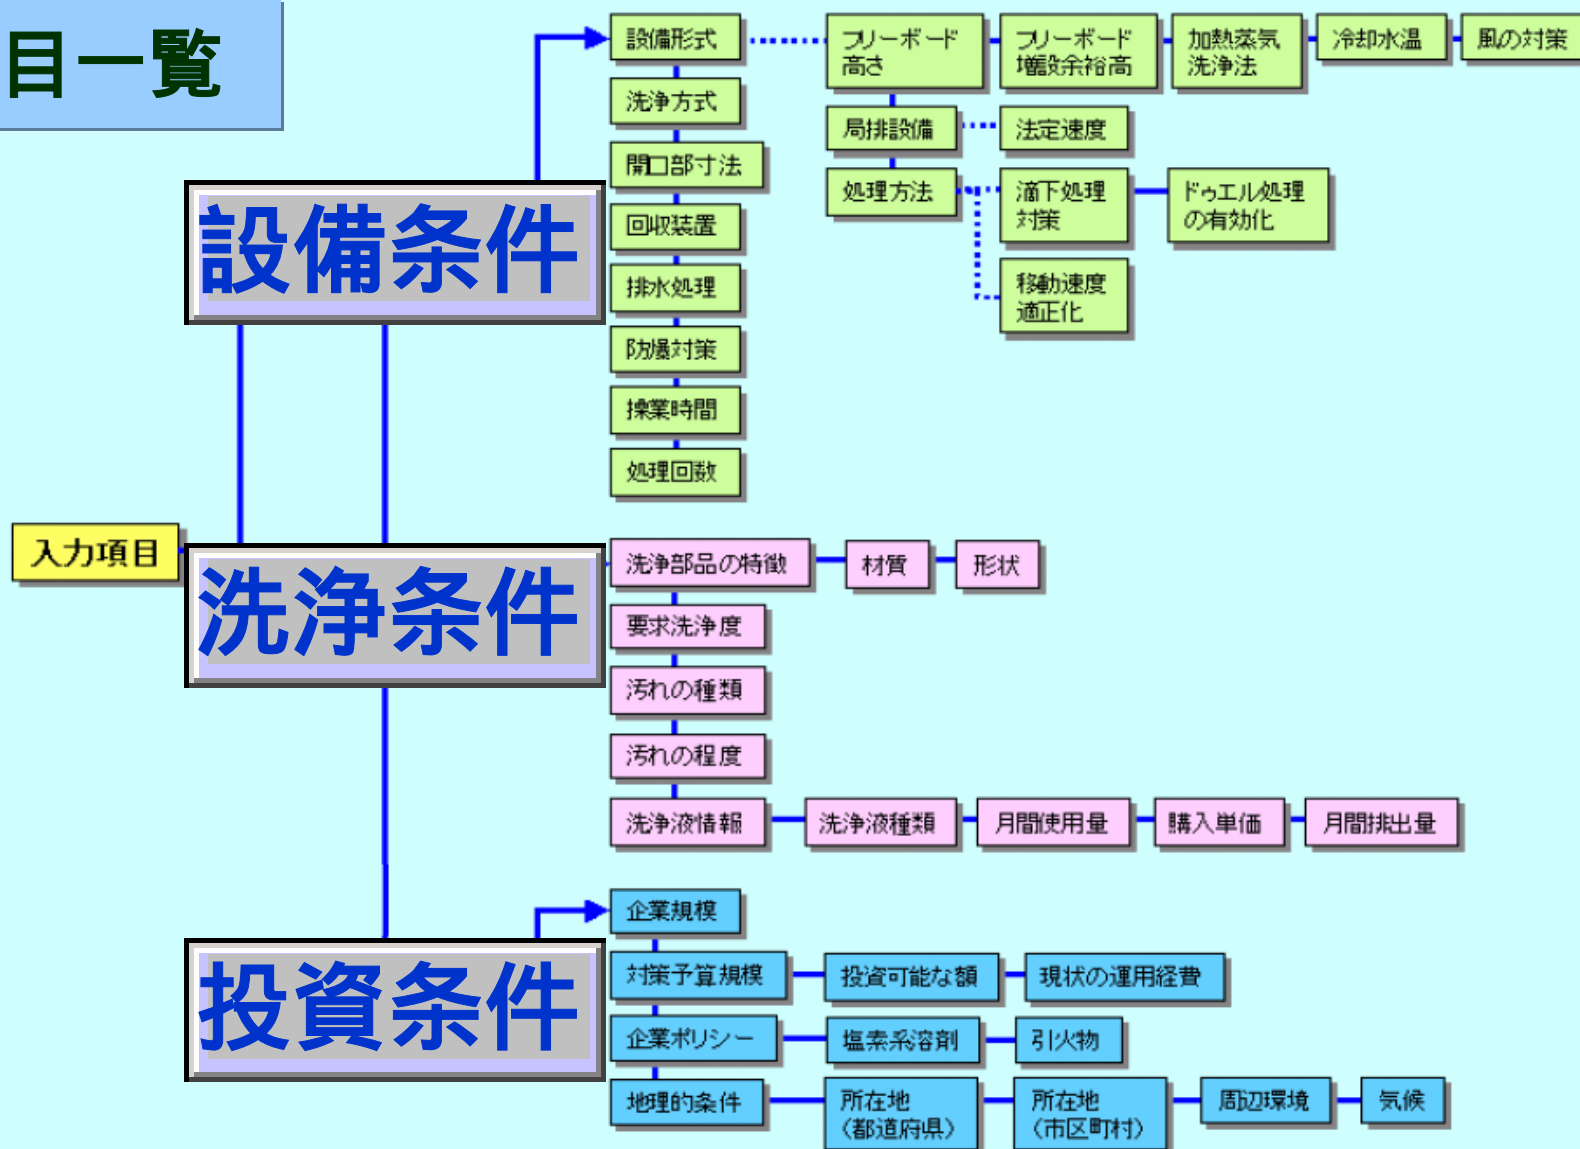 目一覧
設備形式
フリーボード
高さ
フリーボード
増設余裕高
加熱蒸気
洗浄法
冷却水温
風の対策
洗浄方式
局排設備
法定速度
開口部寸法
処理方法
滴下処理
対策
ドゥエル処理
の有効化
設備条件
回収装置
排水処理
移動速度
適正化
防爆対策
操業時間
処理回数
入力項目
洗浄条件
洗浄部品の特徴
材質
形状
要求洗浄度
汚れの種類
汚れの程度
洗浄液情報
洗浄液種類
月間使用量
購入単価
月間排出量
投資条件
企業規模
対策予算規模
投資可能な額
現状の運用経費
企業ポリシー
塩素系溶剤
引火物
地理的条件
所在地
(都道府県)
所在地
(市区町村)
周辺環境
気候